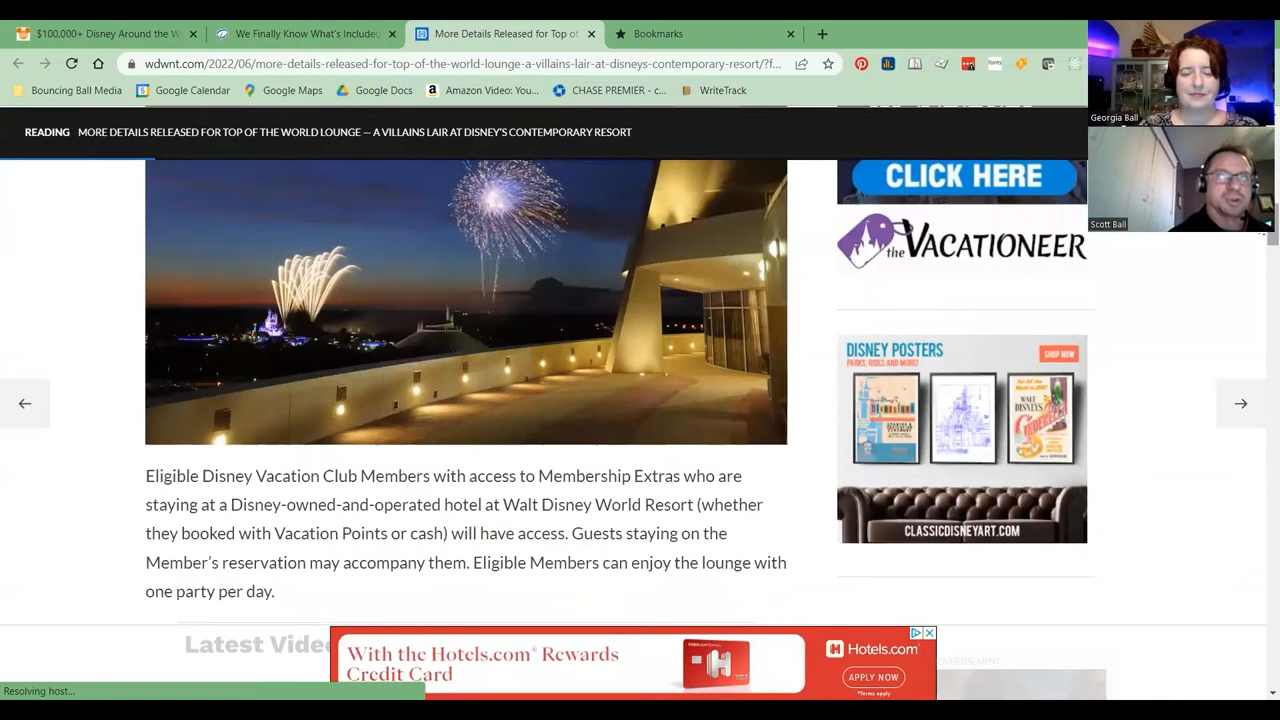 $100,000+ Disney Around the W
We Finally Know What's Included
More Details Released for Top of
Bookmarks
wdwnt.com/2022/06/more-details-released-for-top-of-the-world-lounge-a-villains-lair-at-disneys-contemporary-resort/?f...
Bouncing Ball Media
Google Calendar
Google Maps
Google Docs
Amazon Video: You...
CHASE PREMIER - c...
WriteTrack
Georgia Ball
Scott Ball
READING MORE DETAILS RELEASED FOR TOP OF THE WORLD LOUNGE — A VILLAINS LAIR AT DISNEY'S CONTEMPORARY RESORT
CLICK HERE
the VACATIONEER
DISNEY POSTERS
PARKS, RIDES AND MORE!
SHOP NOW
WALT DISNEY'S
CINDERELLA
CLASSICDISNEYART.COM
Eligible Disney Vacation Club Members with access to Membership Extras who are
staying at a Disney-owned-and-operated hotel at Walt Disney World Resort (whether
they booked with Vacation Points or cash) will have access. Guests staying on the
Member's reservation may accompany them. Eligible Members can enjoy the lounge with
one party per day.
Latest Vide
ADVERTISEMENT
With the Hotels.com® Rewards
Credit Card
Hotels.com
APPLY NOW
*Terms apply
Resolving host...